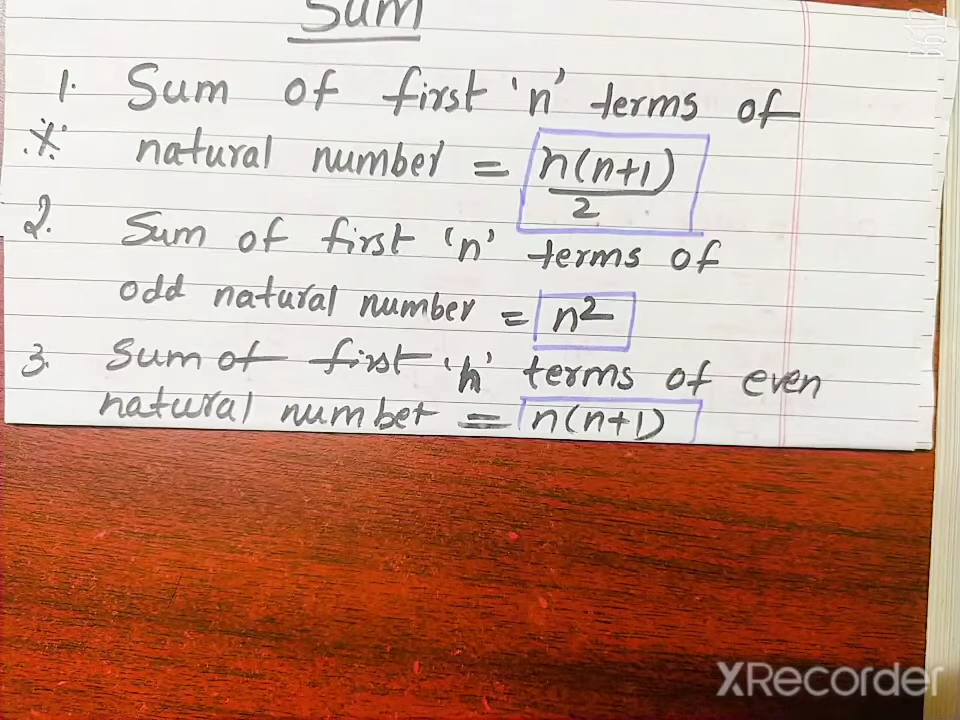 Sum
1. Sum of first 'n' terms of
natural number = n(n+1)
2
2. Sum of first 'n' terms of
odd natural number = n²
3. Sum of first 'n' terms of even
natural number = n(n+1)
XRecorder